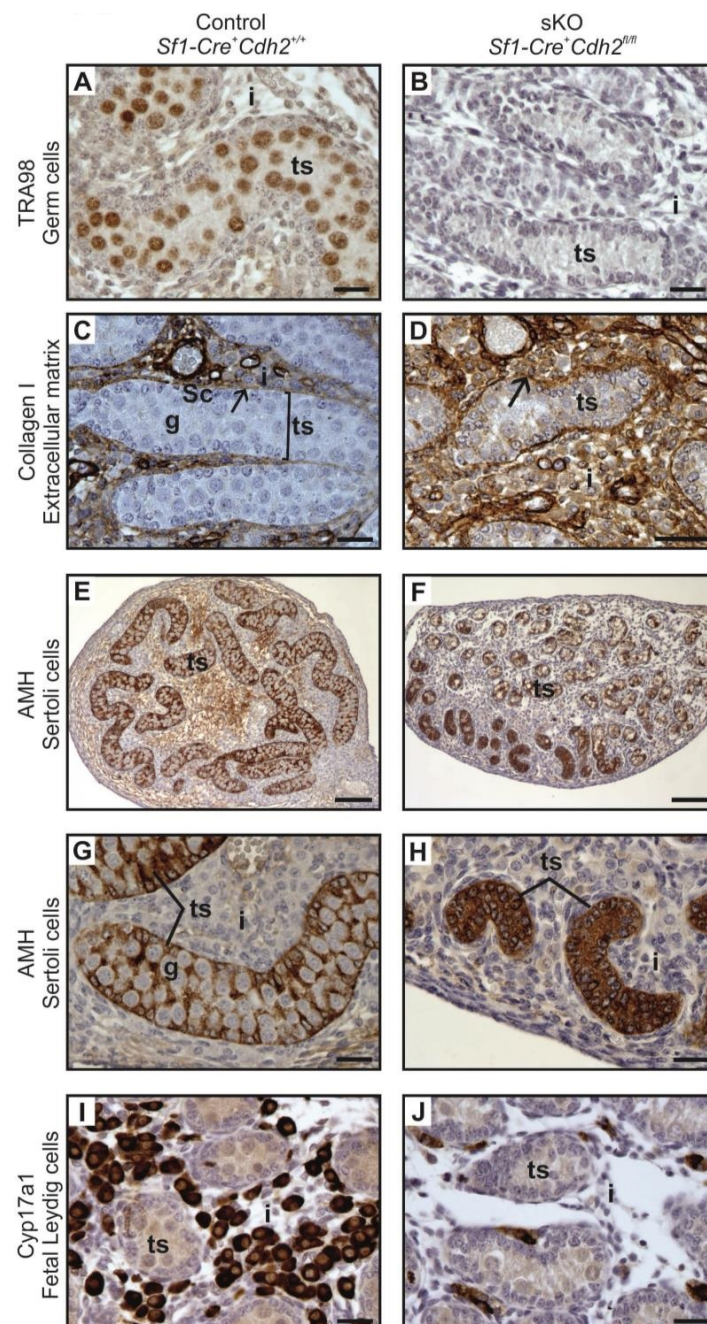 Control
Sf1-Cre⁺Cdh2⁺/⁺
sKO
Sf1-Cre⁺Cdh2fl/fl
TRA98
Germ cells
A
i
ts
B
i
ts
Collagen I
Extracellular matrix
C
i
Sc
g
ts
D
ts
i
AMH
Sertoli cells
E
ts
F
ts
AMH
Sertoli cells
G
ts
i
g
H
ts
i
Cyp17a1
Fetal Leydig cells
I
i
ts
J
ts
i